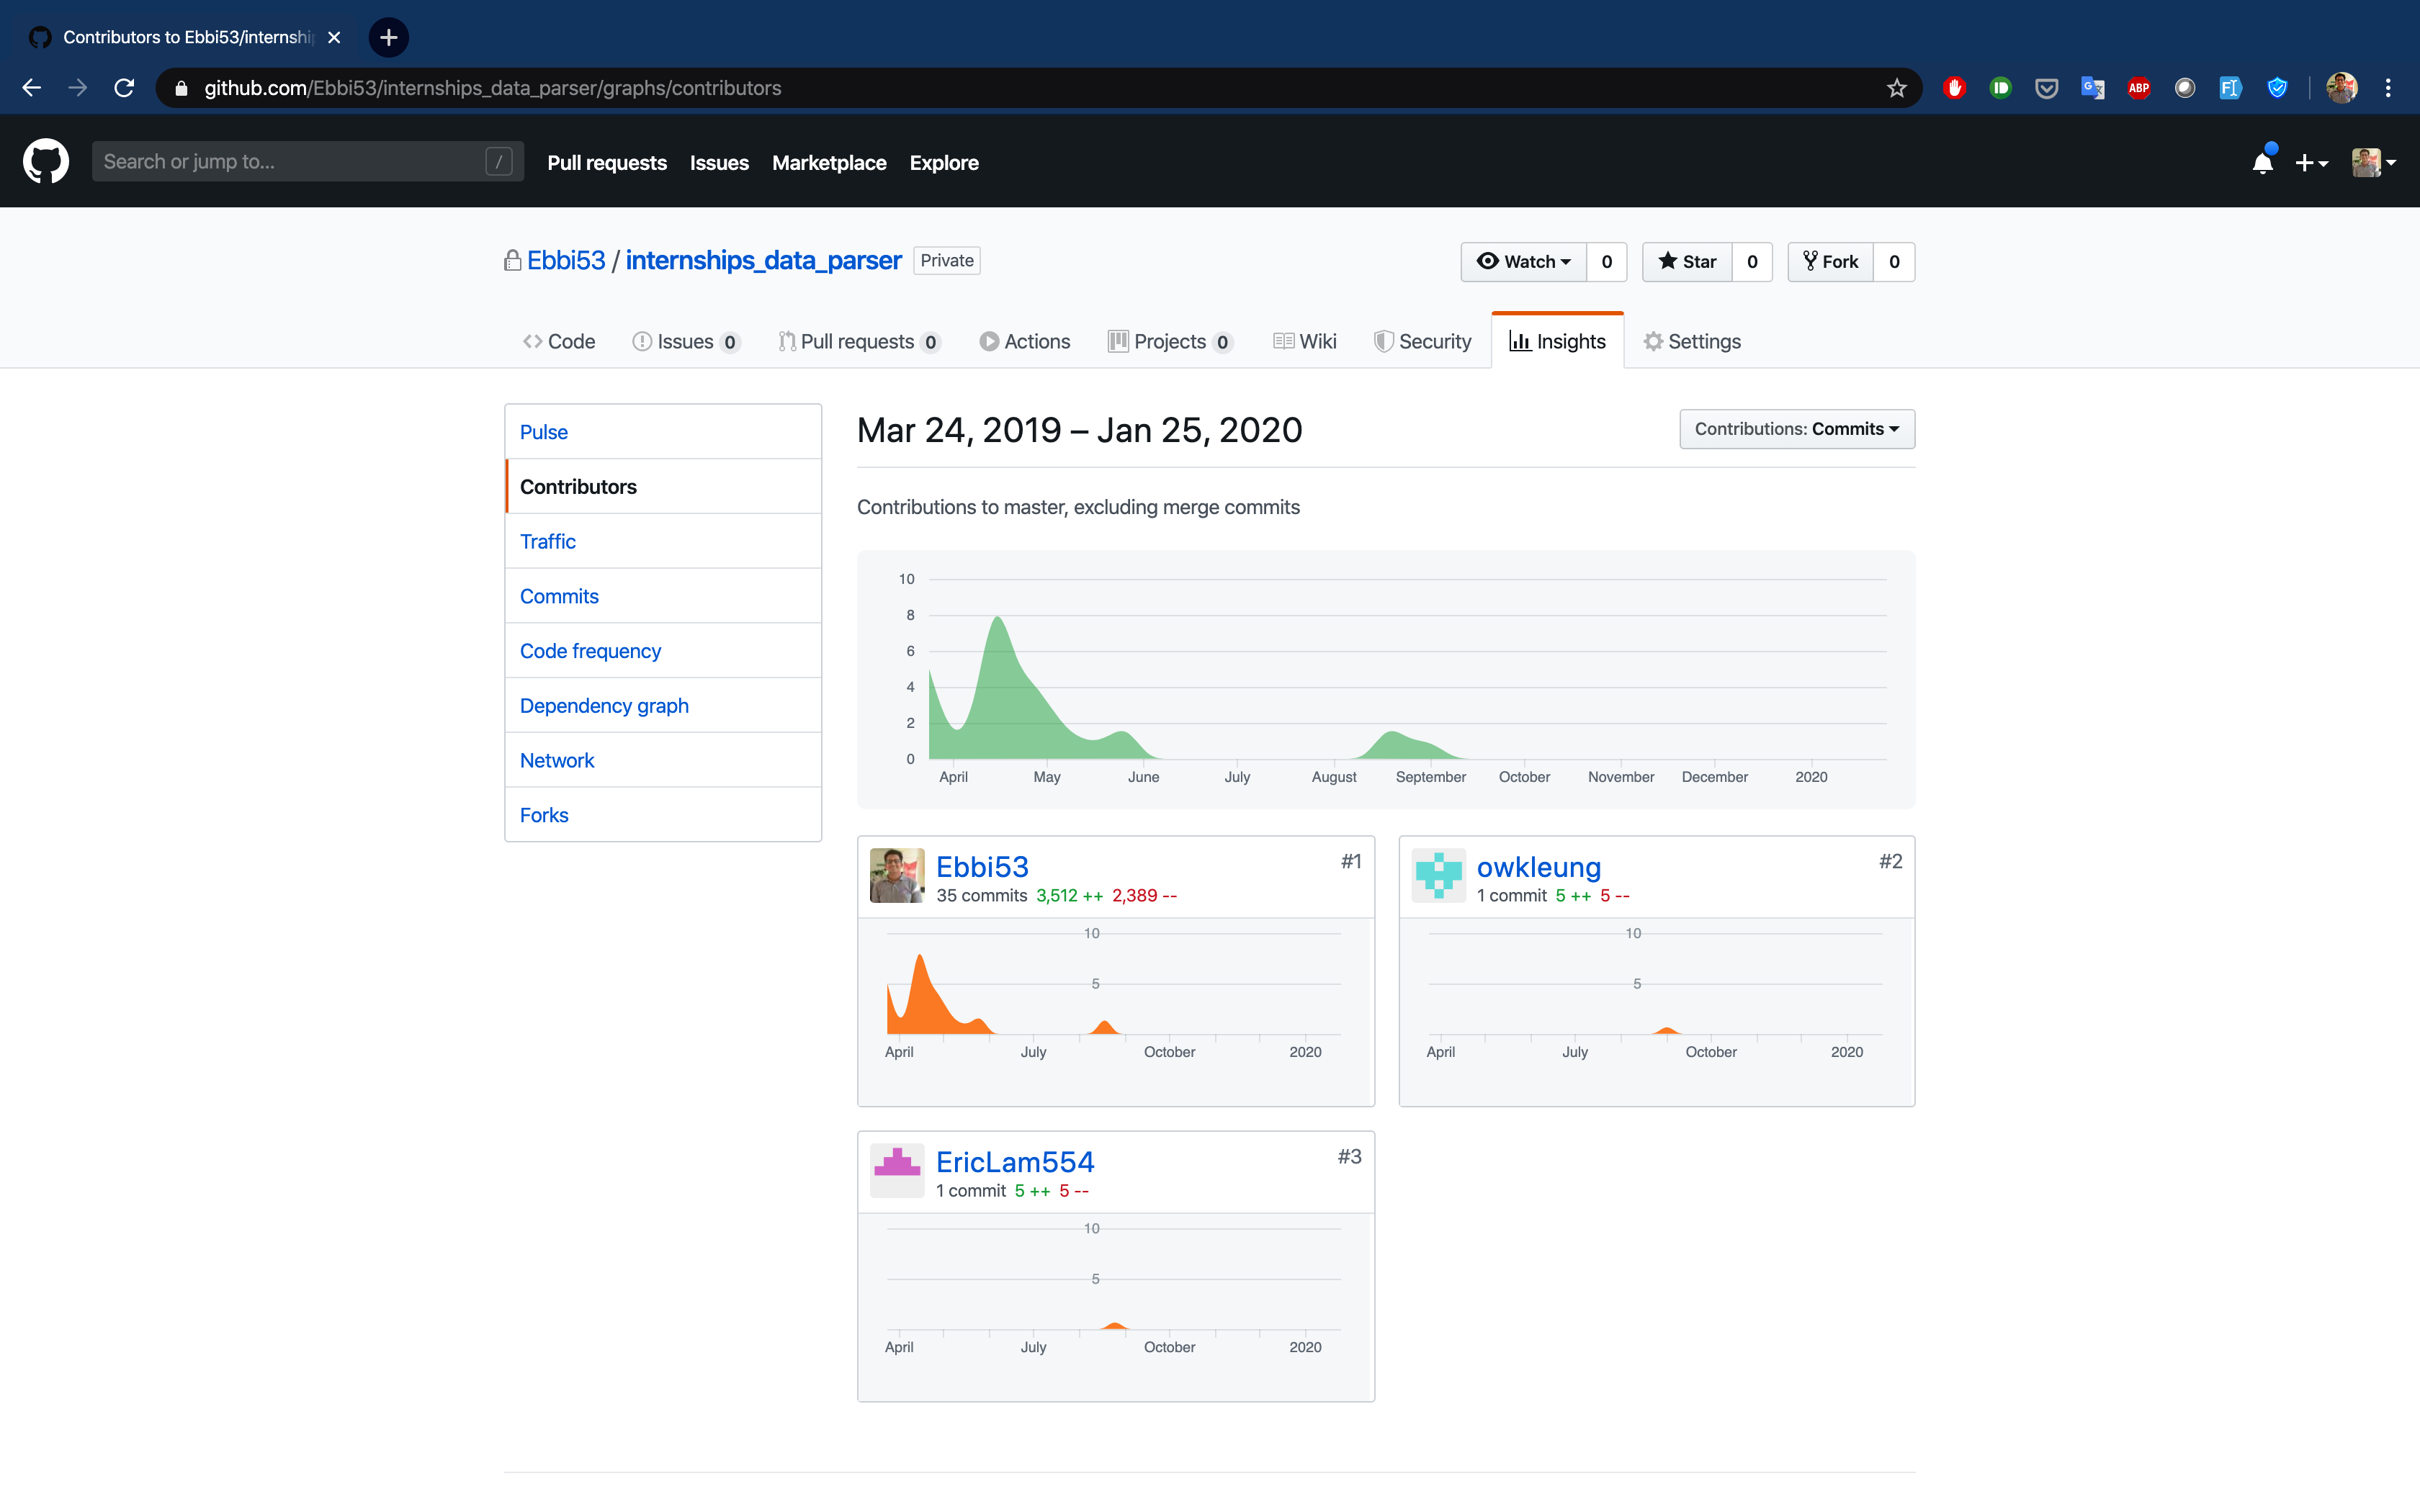 Contributors to Ebbi53/internshi
github.com/Ebbi53/internships_data_parser/graphs/contributors
ABP
Search or jump to... /
Pull requests Issues Marketplace Explore
Ebbi53 / internships_data_parser Private
Watch 0 Star 0 Fork 0
Code Issues 0 Pull requests 0 Actions Projects 0 Wiki Security Insights Settings
Pulse
Contributors
Traffic
Commits
Code frequency
Dependency graph
Network
Forks
Mar 24, 2019 – Jan 25, 2020
Contributions: Commits
Contributions to master, excluding merge commits
10
8
6
4
2
0
April May June July August September October November December 2020
Ebbi53 #1
35 commits 3,512 ++ 2,389 --
10
5
April July October 2020
owkleung #2
1 commit 5 ++ 5 --
10
5
April July October 2020
EricLam554 #3
1 commit 5 ++ 5 --
10
5
April July October 2020